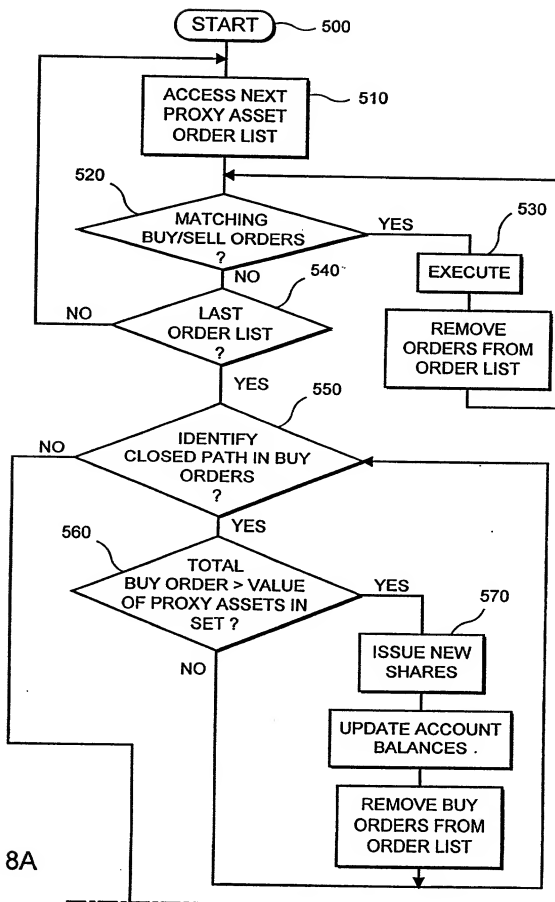 START
500
ACCESS NEXT
PROXY ASSET
ORDER LIST
510
520
MATCHING
BUY/SELL ORDERS
?
YES
530
EXECUTE
REMOVE
ORDERS FROM
ORDER LIST
NO
540
NO
LAST
ORDER LIST
?
YES
550
NO
IDENTIFY
CLOSED PATH IN BUY
ORDERS
?
YES
560
TOTAL
BUY ORDER > VALUE
OF PROXY ASSETS IN
SET ?
YES
570
NO
ISSUE NEW
SHARES
UPDATE ACCOUNT
BALANCES
REMOVE BUY
ORDERS FROM
ORDER LIST
8A